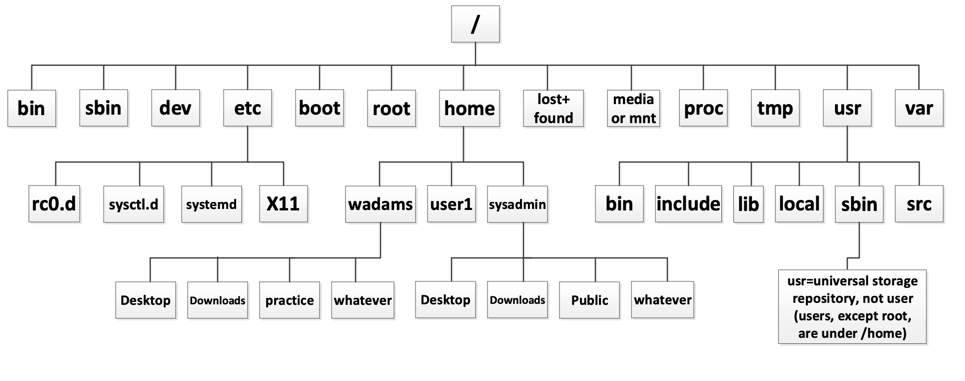 /
bin
sbin
dev
etc
boot
root
home
lost+
found
media
or mnt
proc
tmp
usr
var
rc0.d
sysctl.d
systemd
X11
wadams
user1
sysadmin
bin
include
lib
local
sbin
src
Desktop
Downloads
practice
whatever
Desktop
Downloads
Public
whatever
usr=universal storage
repository, not user
(users, except root,
are under /home)